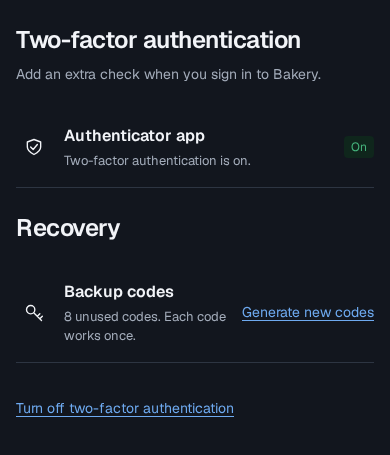 Two-factor authentication
Add an extra check when you sign in to Bakery.
Authenticator app
Two-factor authentication is on.
On
Recovery
Backup codes
8 unused codes. Each code
works once.
Generate new codes
Turn off two-factor authentication